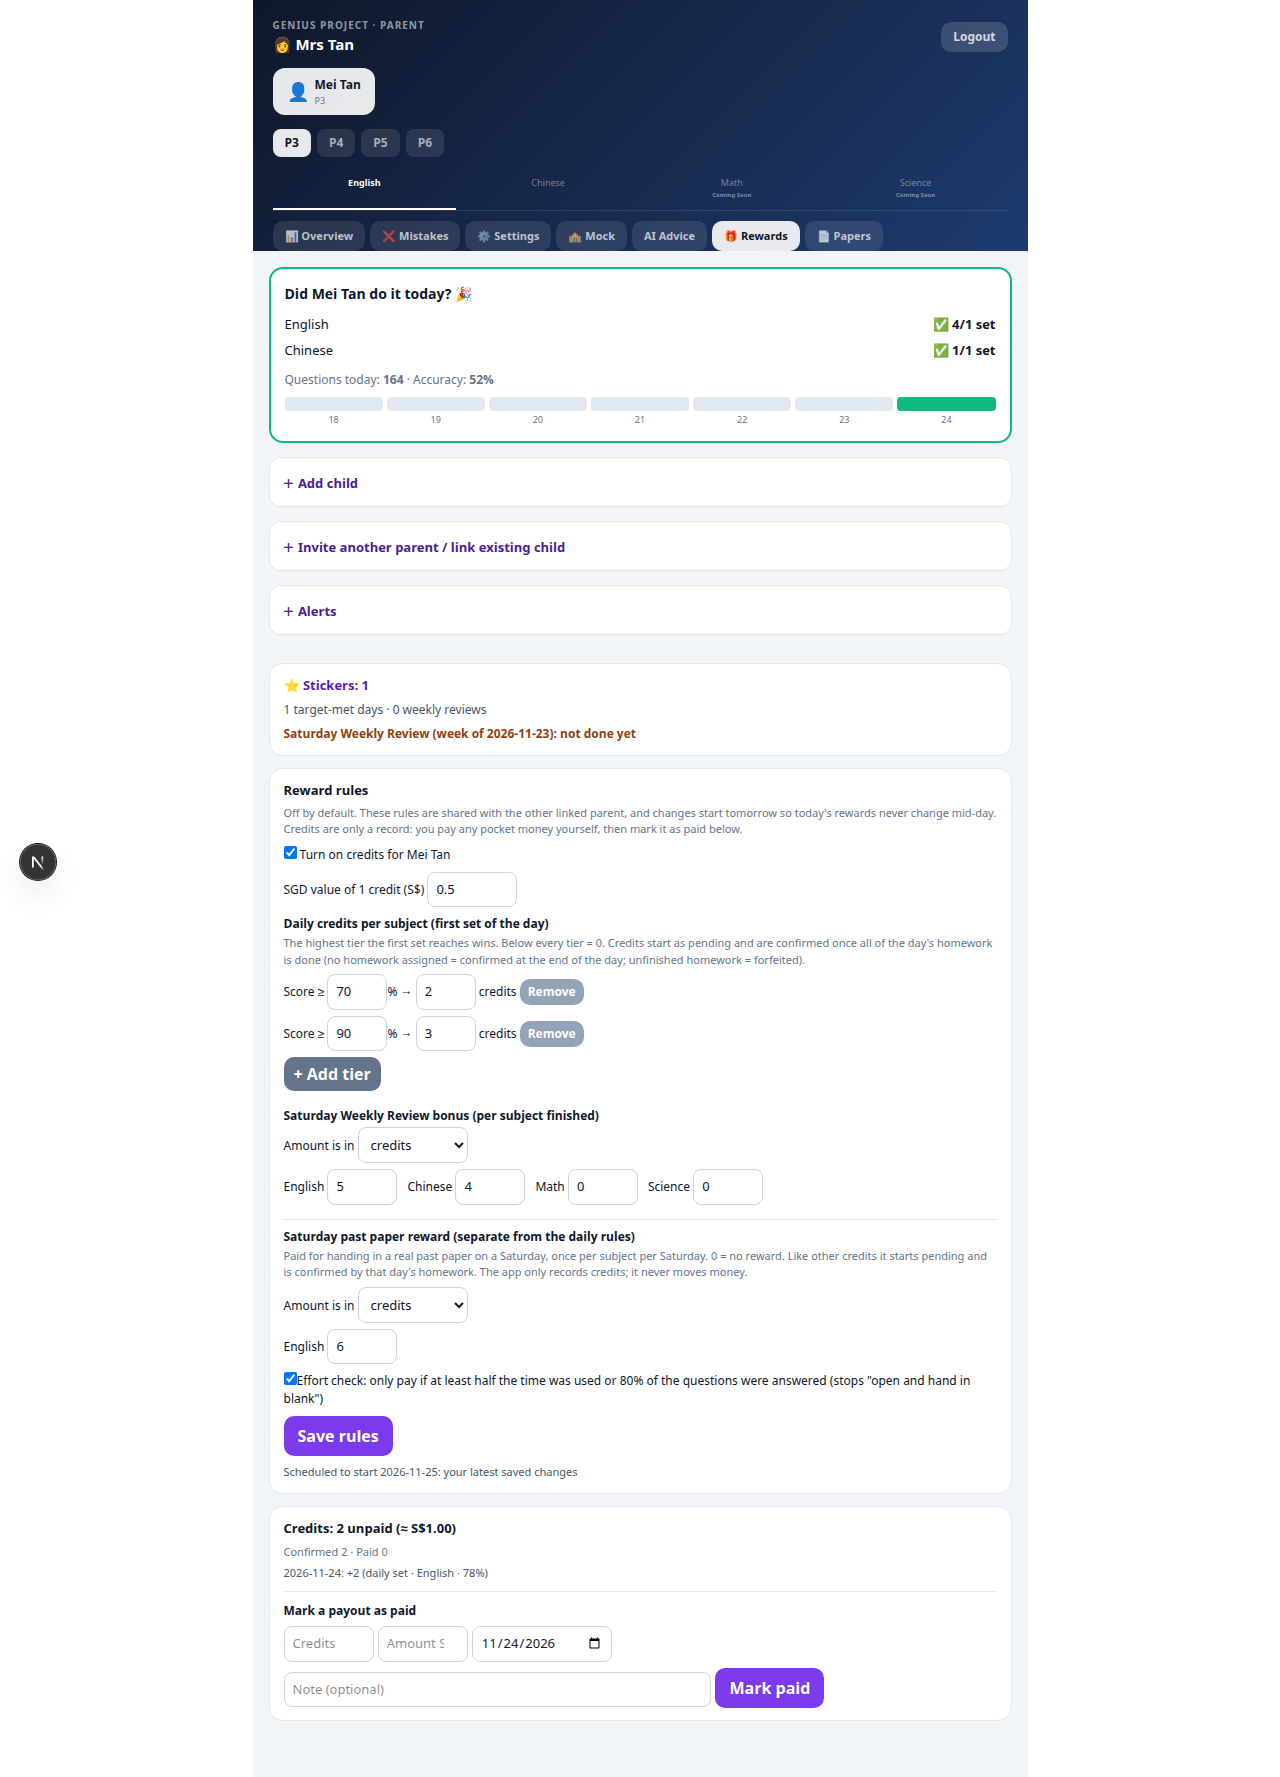 GENIUS PROJECT · PARENT
👩 Mrs Tan
Logout
Mei Tan
P3
P3 P4 P5 P6
English Chinese Math Science
Coming Soon Coming Soon
📊 Overview ❌ Mistakes ⚙️ Settings 🏫 Mock AI Advice 🎁 Rewards 📄 Papers
Did Mei Tan do it today? 🎉
English ✅ 4/1 set
Chinese ✅ 1/1 set
Questions today: 164 · Accuracy: 52%
18 19 20 21 22 23 24
+ Add child
+ Invite another parent / link existing child
+ Alerts
⭐ Stickers: 1
1 target-met days · 0 weekly reviews
Saturday Weekly Review (week of 2026-11-23): not done yet
Reward rules
Off by default. These rules are shared with the other linked parent, and changes start tomorrow so today's rewards never change mid-day.
Credits are only a record: you pay any pocket money yourself, then mark it as paid below.
Turn on credits for Mei Tan
N
SGD value of 1 credit (S$) 0.5
Daily credits per subject (first set of the day)
The highest tier the first set reaches wins. Below every tier = 0. Credits start as pending and are confirmed once all of the day's homework
is done (no homework assigned = confirmed at the end of the day; unfinished homework = forfeited).
Score ≥ 70 % → 2 credits Remove
Score ≥ 90 % → 3 credits Remove
+ Add tier
Saturday Weekly Review bonus (per subject finished)
Amount is in credits
English 5 Chinese 4 Math 0 Science 0
Saturday past paper reward (separate from the daily rules)
Paid for handing in a real past paper on a Saturday, once per subject per Saturday. 0 = no reward. Like other credits it starts pending and
is confirmed by that day's homework. The app only records credits; it never moves money.
Amount is in credits
English 6
Effort check: only pay if at least half the time was used or 80% of the questions were answered (stops "open and hand in
blank")
Save rules
Scheduled to start 2026-11-25: your latest saved changes
Credits: 2 unpaid (≈ S$1.00)
Confirmed 2 · Paid 0
2026-11-24: +2 (daily set · English · 78%)
Mark a payout as paid
Credits Amount S 11/24/2026
Note (optional) Mark paid